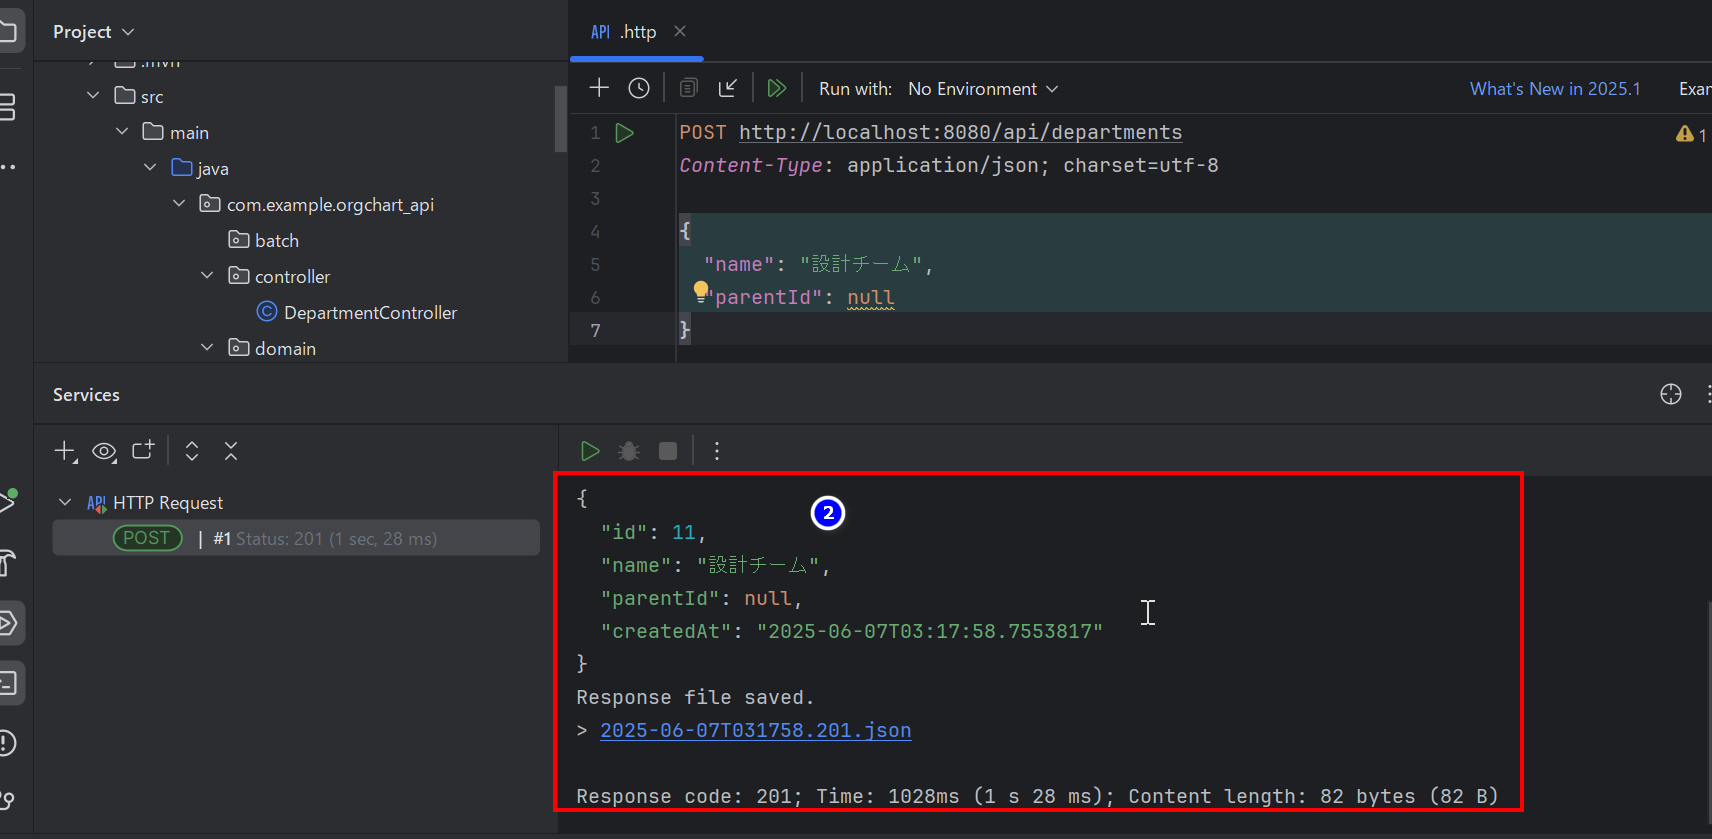 Project
.mvn
src
main
java
com.example.orgchart_api
batch
controller
DepartmentController
domain
API .http
Run with: No Environment
What's New in 2025.1
1 POST http://localhost:8080/api/departments
1
2 Content-Type: application/json; charset=utf-8
3
4 {
5 "name": "設計チーム",
6 "parentId": null
7 }
Services
API HTTP Request
POST | #1 Status: 201 (1 sec, 28 ms)
{
2
"id": 11,
"name": "設計チーム",
"parentId": null,
"createdAt": "2025-06-07T03:17:58.7553817"
}
Response file saved.
> 2025-06-07T031758.201.json
Response code: 201; Time: 1028ms (1 s 28 ms); Content length: 82 bytes (82 B)